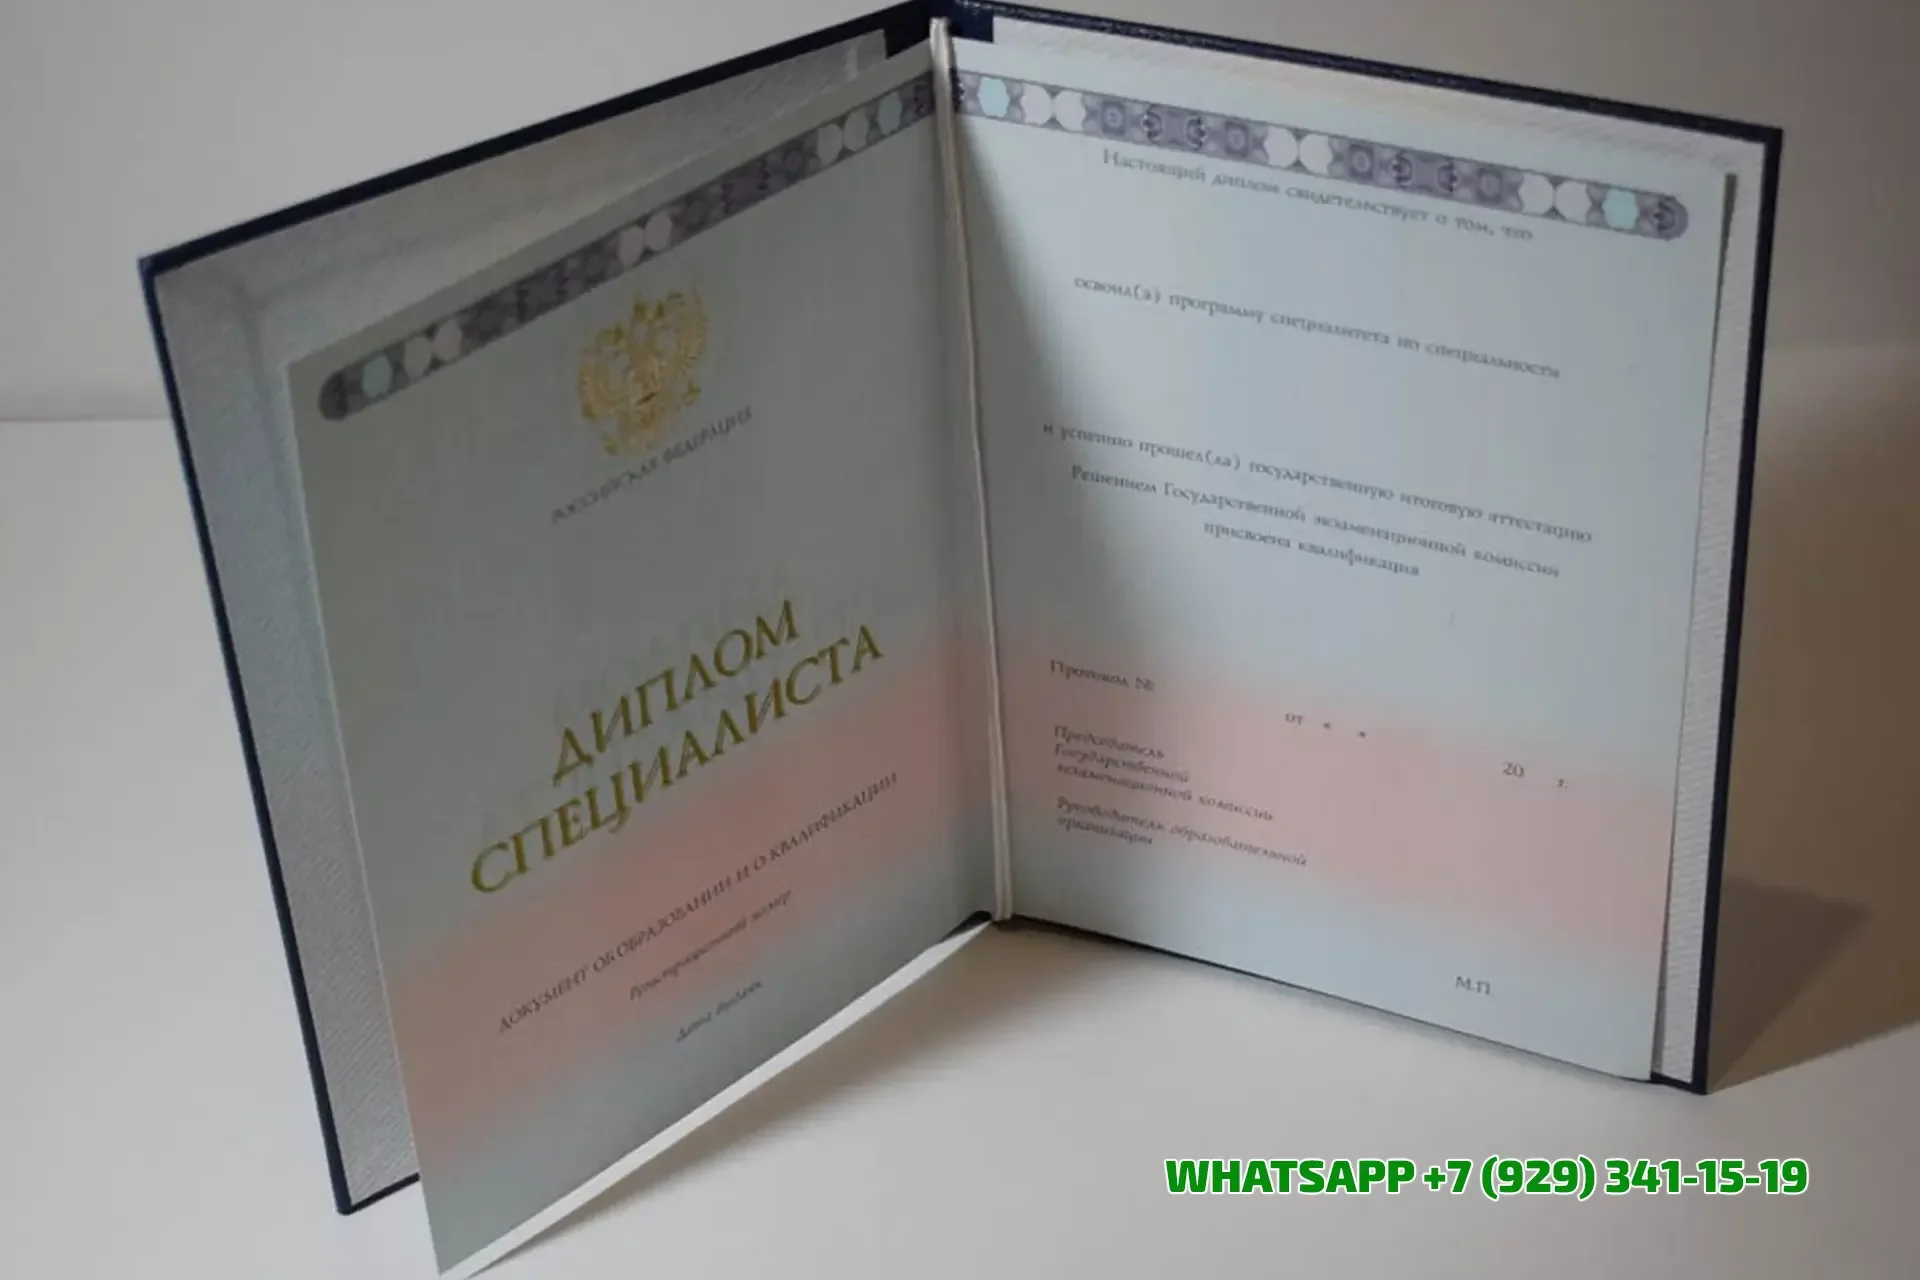 РОССИЙСКАЯ ФЕДЕРАЦИЯ
ДИПЛОМ
СПЕЦИАЛИСТА
ДОКУМЕНТ ОБ ОБРАЗОВАНИИ И О КВАЛИФИКАЦИИ
Регистрационный номер
Дата выдачи
Настоящий диплом свидетельствует о том, что
освоил(а) программу специалитета по специальности
и успешно прошел(ла) государственную итоговую аттестацию
Решением Государственной экзаменационной комиссии
присвоена квалификация
Протокол №
от « »
20 г.
Председатель
Государственной
экзаменационной комиссии
Руководитель образовательной
организации
М.П.
WHATSAPP +7 (929) 341-15-19